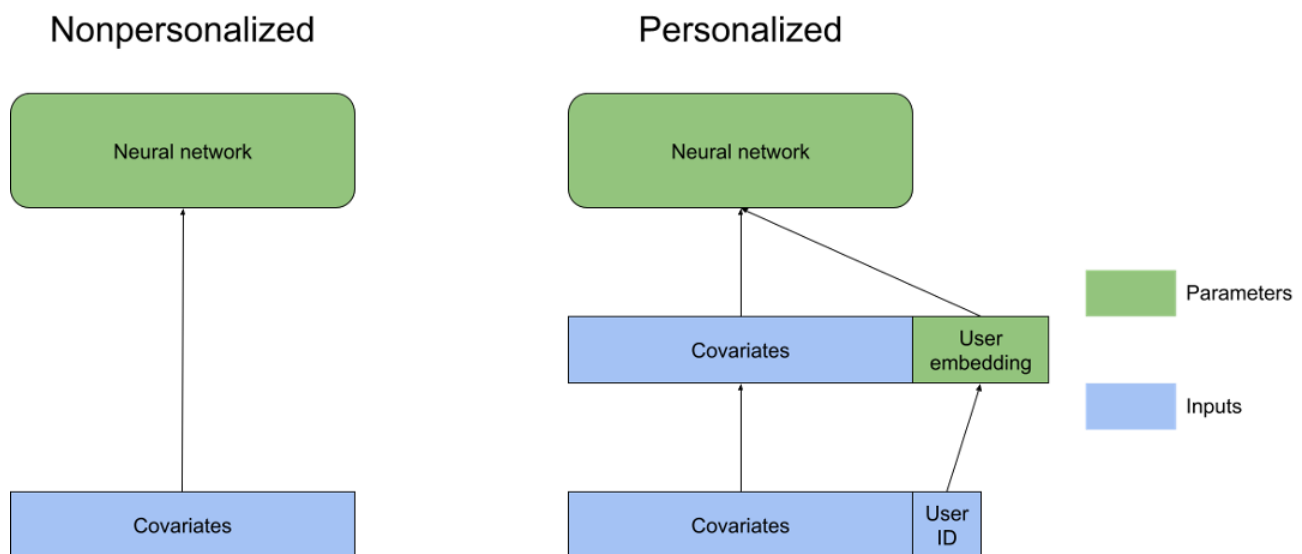 Nonpersonalized
Personalized
Neural network
Neural network
Parameters
Covariates
User
embedding
Inputs
Covariates
Covariates
User
ID